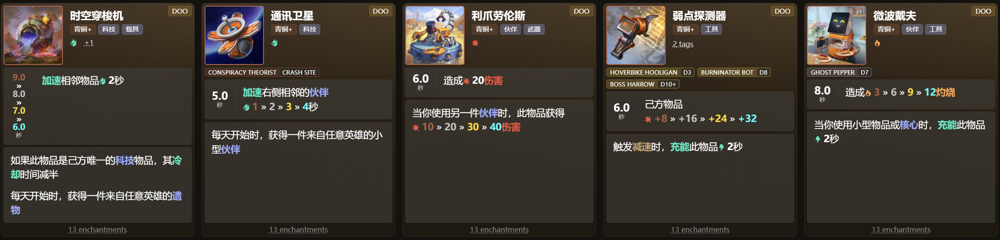 时空穿梭机
DOO
青铜+ 科技 载具
+1
9.0
»
8.0
»
7.0
»
6.0
秒
加速相邻物品 2秒
如果此物品是己方唯一的科技物品，其冷
却时间减半
每天开始时，获得一件来自任意英雄的遗
物
13 enchantments
通讯卫星
DOO
青铜+ 科技
CONSPIRACY THEORIST CRASH SITE
5.0
秒
加速右侧相邻的伙伴
1 » 2 » 3 » 4秒
每天开始时，获得一件来自任意英雄的小
型伙伴
13 enchantments
利爪劳伦斯
DOO
青铜+ 伙伴 武器
6.0
秒
造成 20伤害
当你使用另一件伙伴时，此物品获得
10 » 20 » 30 » 40伤害
13 enchantments
弱点探测器
DOO
青铜+ 工具
2 tags
HOVERBIKE HOOLIGAN D3 BURNINATOR BOT D8
BOSS HARROW D10+
6.0
秒
己方物品
+8 » +16 » +24 » +32
触发减速时，充能此物品 2秒
13 enchantments
微波戴夫
DOO
青铜+ 伙伴 工具
GHOST PEPPER D7
8.0
秒
造成 3 » 6 » 9 » 12灼烧
当你使用小型物品或核心时，充能此物品
2秒
13 enchantments